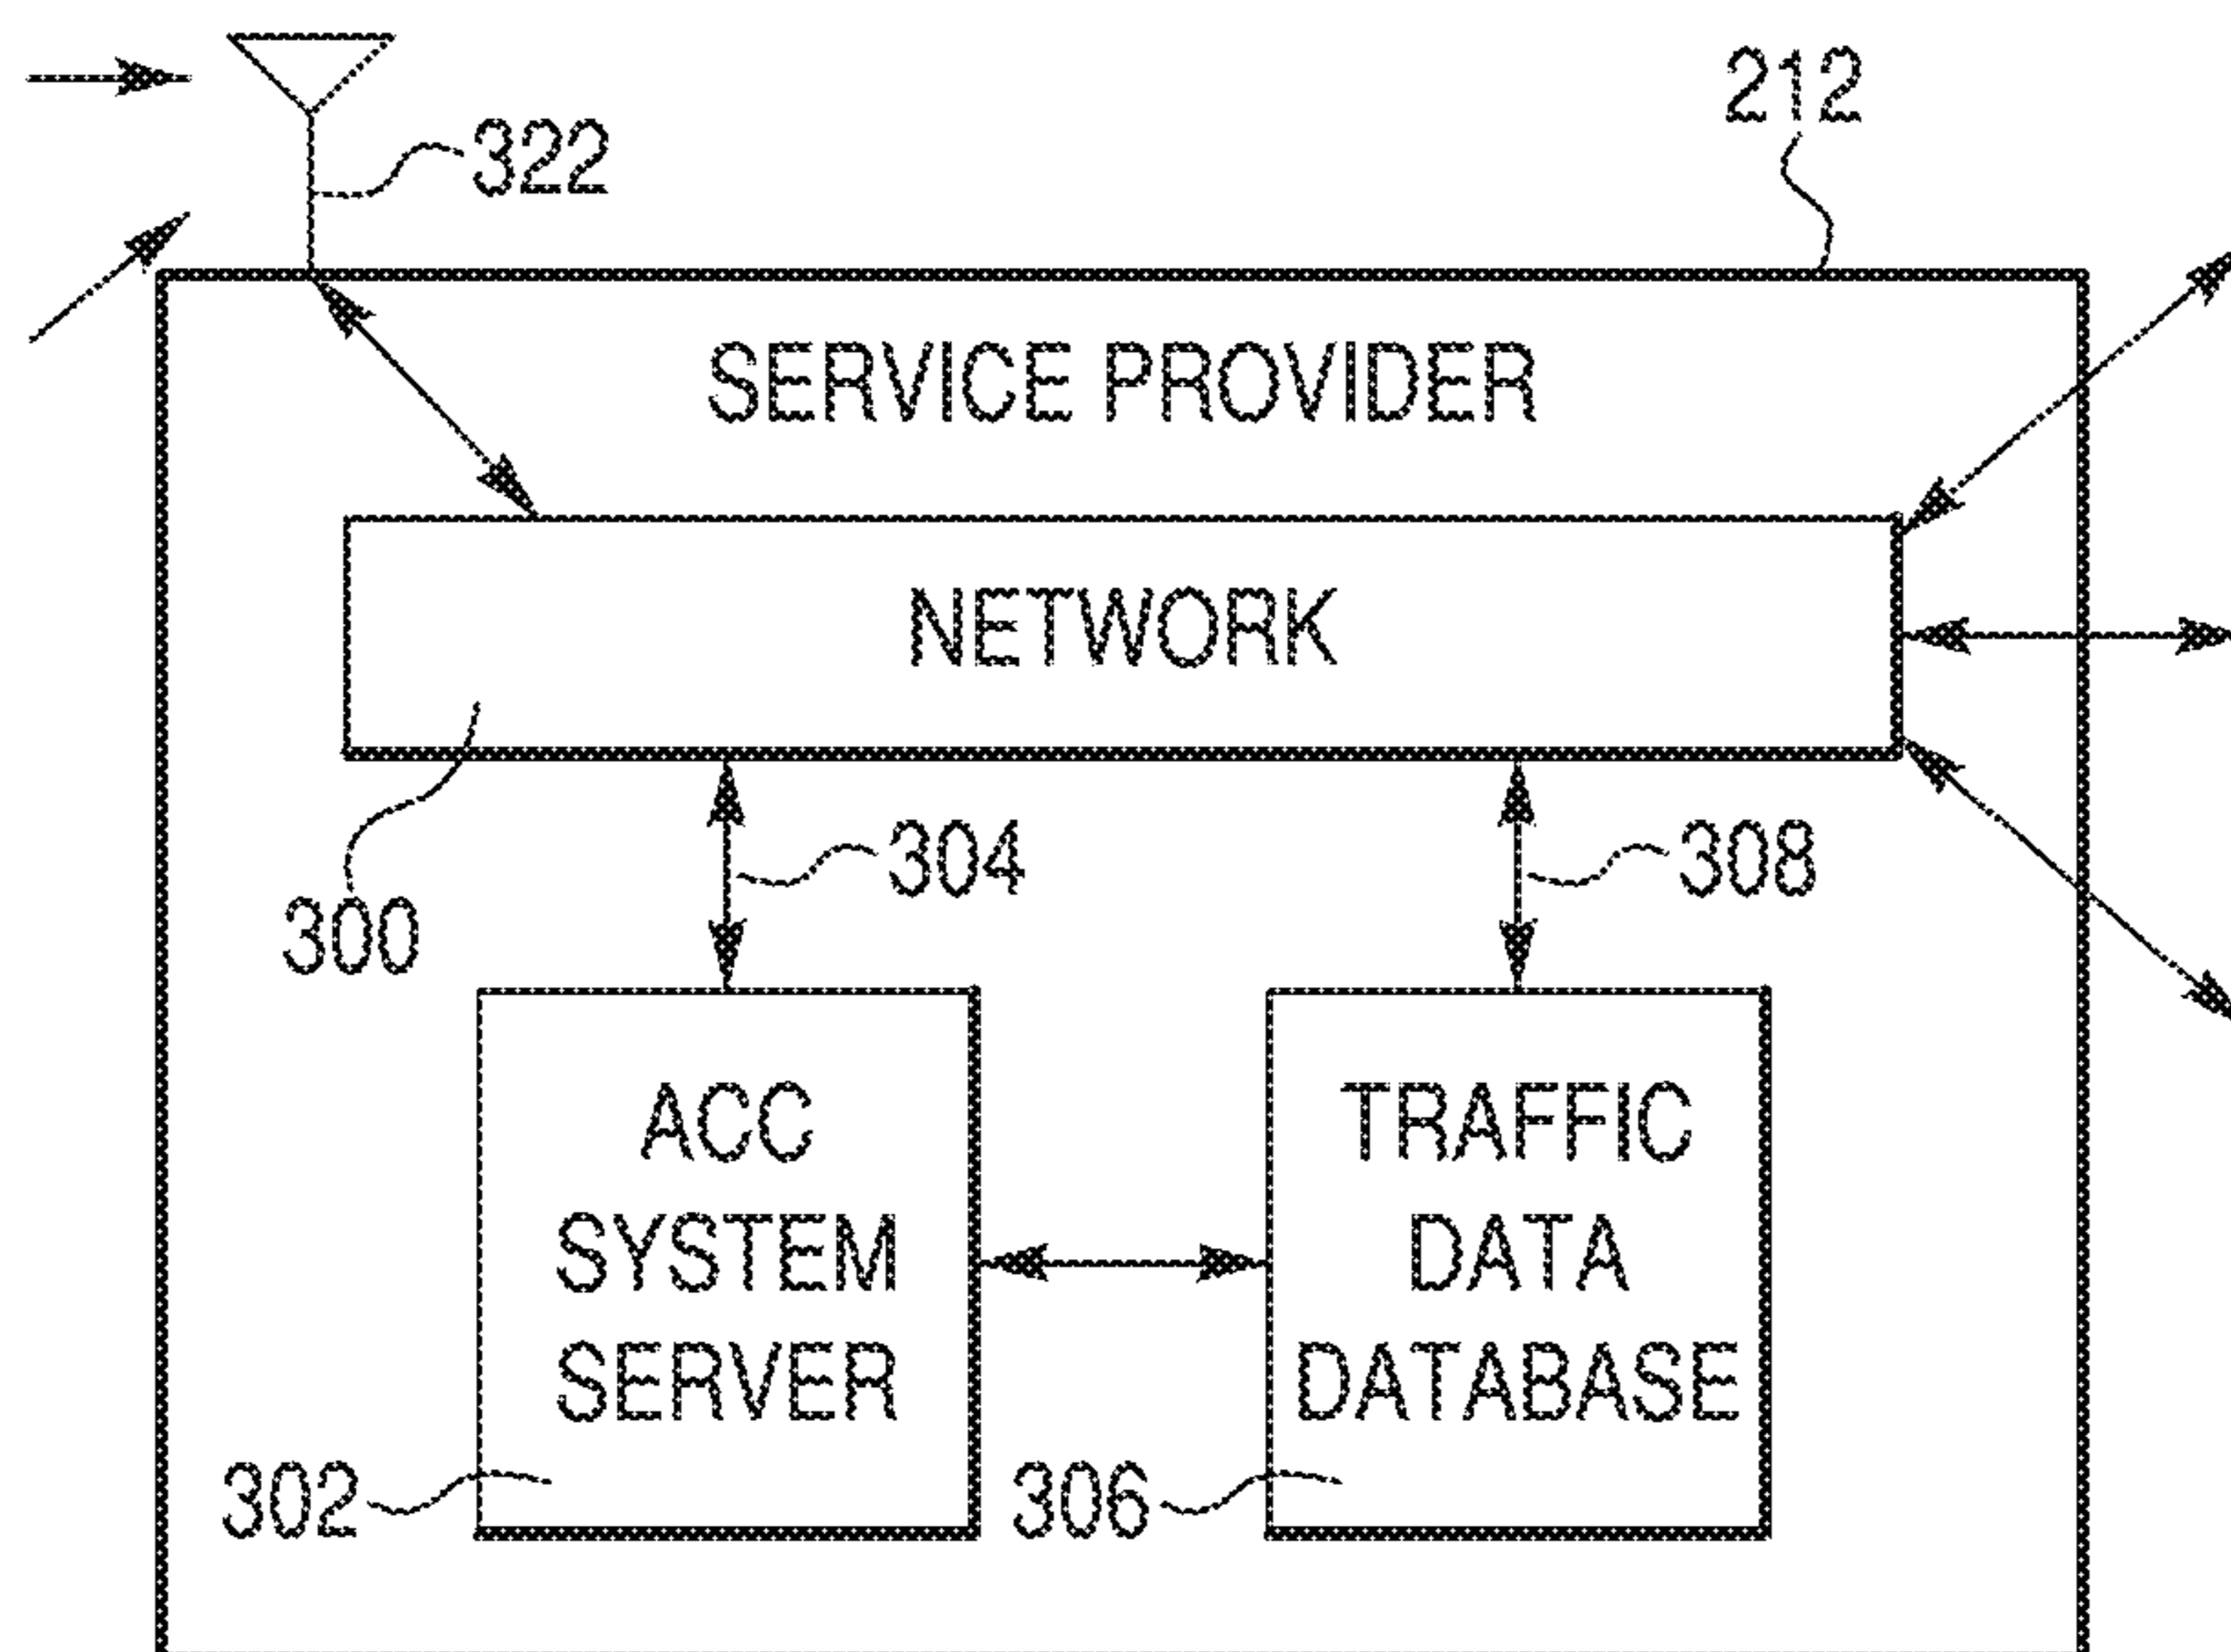 212
322
SERVICE PROVIDER
NETWORK
304
308
300
ACC
SYSTEM
SERVER
TRAFFIC
DATA
DATABASE
302
306